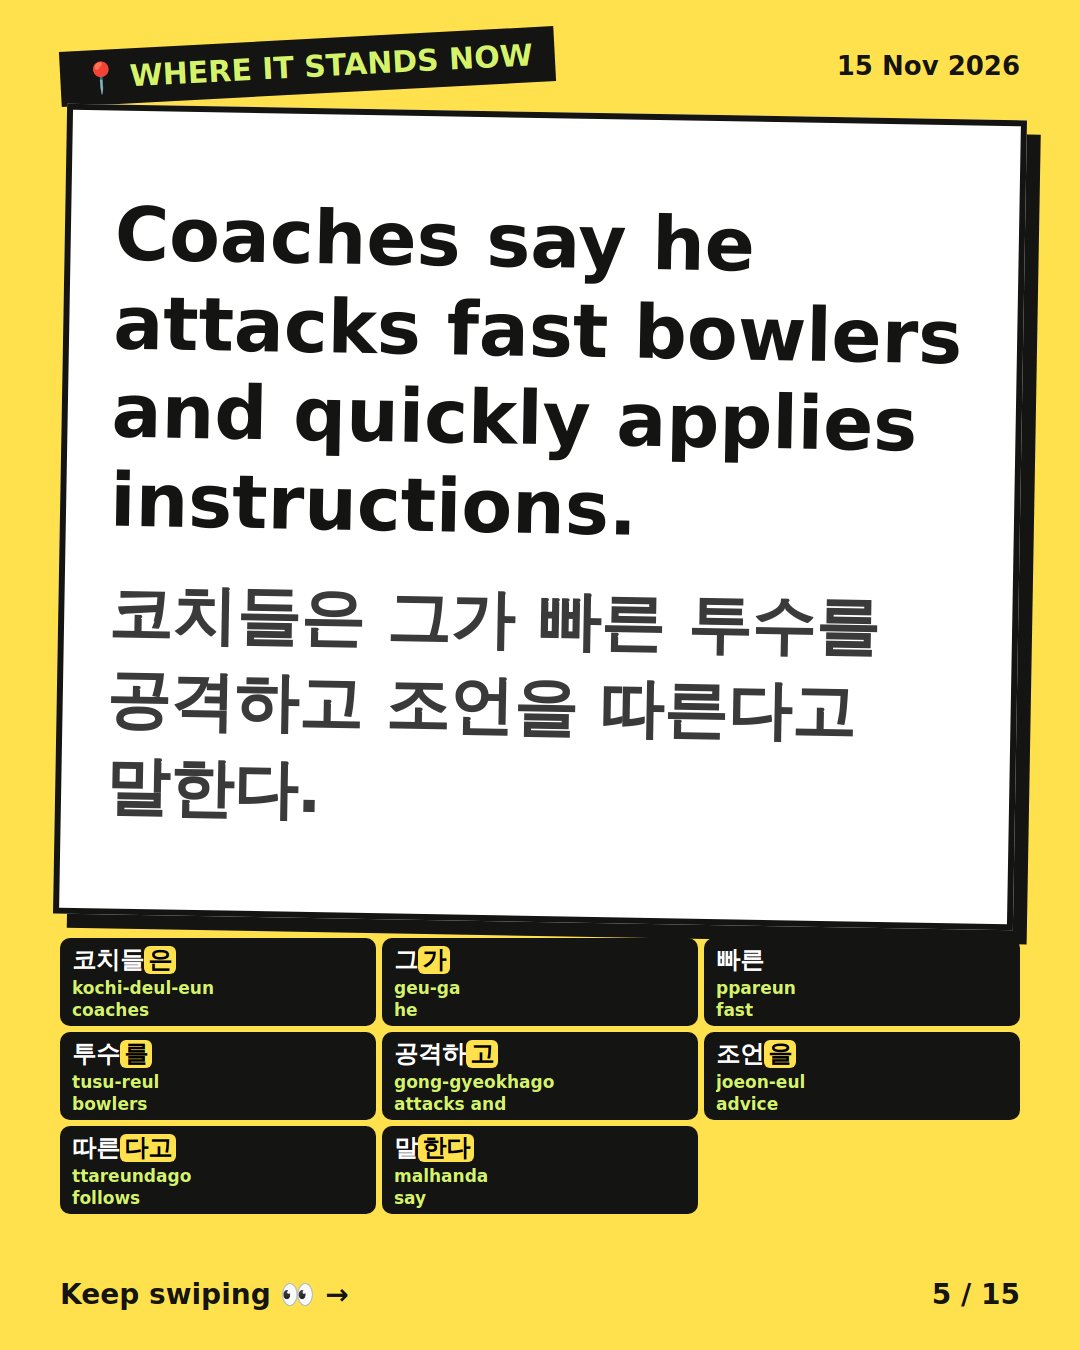 📍 WHERE IT STANDS NOW
15 Nov 2026
Coaches say he
attacks fast bowlers
and quickly applies
instructions.
코치들은 그가 빠른 투수를
공격하고 조언을 따른다고
말한다.
코치들은
kochi-deul-eun
coaches
그가
geu-ga
he
빠른
ppareun
fast
투수를
tusu-reul
bowlers
공격하고
gong-gyeokhago
attacks and
조언을
joeon-eul
advice
따른다고
ttareundago
follows
말한다
malhanda
say
Keep swiping 👀 →
5 / 15